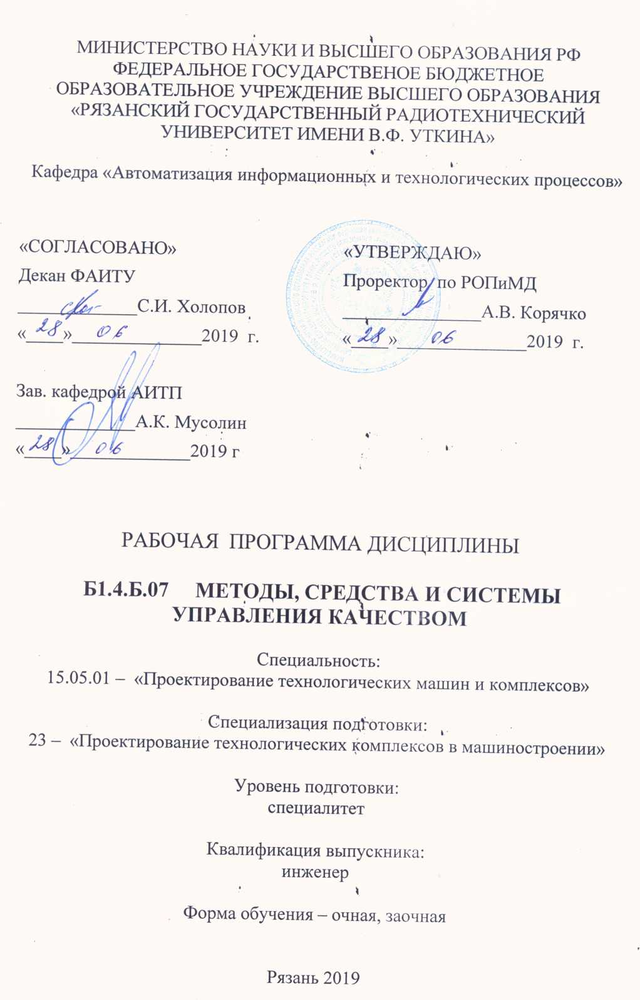 МИНИСТЕРСТВО НАУКИ И ВЫСШЕГО ОБРАЗОВАНИЯ РФ
ФЕДЕРАЛЬНОЕ ГОСУДАРСТВЕНОЕ БЮДЖЕТНОЕ
ОБРАЗОВАТЕЛЬНОЕ УЧРЕЖДЕНИЕ ВЫСШЕГО ОБРАЗОВАНИЯ
«РЯЗАНСКИЙ ГОСУДАРСТВЕННЫЙ РАДИОТЕХНИЧЕСКИЙ
УНИВЕРСИТЕТ ИМЕНИ В.Ф. УТКИНА»
Кафедра «Автоматизация информационных и технологических процессов»
«СОГЛАСОВАНО»
Декан ФАИТУ
С.И. Холопов
«28» 06 2019 г.
«УТВЕРЖДАЮ»
Проректор по РОПиМД
А.В. Корячко
«28» 06 2019 г.
Зав. кафедрой АИТП
А.К. Мусолин
«28» 06 2019 г
РАБОЧАЯ ПРОГРАММА ДИСЦИПЛИНЫ
Б1.4.Б.07 МЕТОДЫ, СРЕДСТВА И СИСТЕМЫ
УПРАВЛЕНИЯ КАЧЕСТВОМ
Специальность:
15.05.01 – «Проектирование технологических машин и комплексов»
Специализация подготовки:
23 – «Проектирование технологических комплексов в машиностроении»
Уровень подготовки:
специалитет
Квалификация выпускника:
инженер
Форма обучения – очная, заочная
Рязань 2019